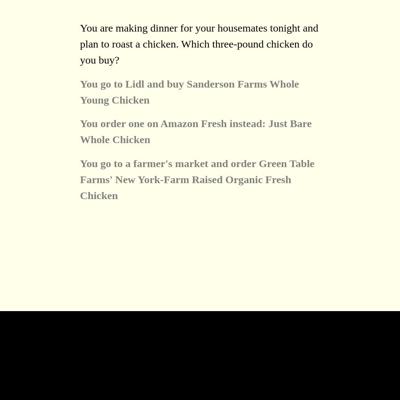 You are making dinner for your housemates tonight and
plan to roast a chicken. Which three-pound chicken do
you buy?
You go to Lidl and buy Sanderson Farms Whole
Young Chicken
You order one on Amazon Fresh instead: Just Bare
Whole Chicken
You go to a farmer's market and order Green Table
Farms' New York-Farm Raised Organic Fresh
Chicken